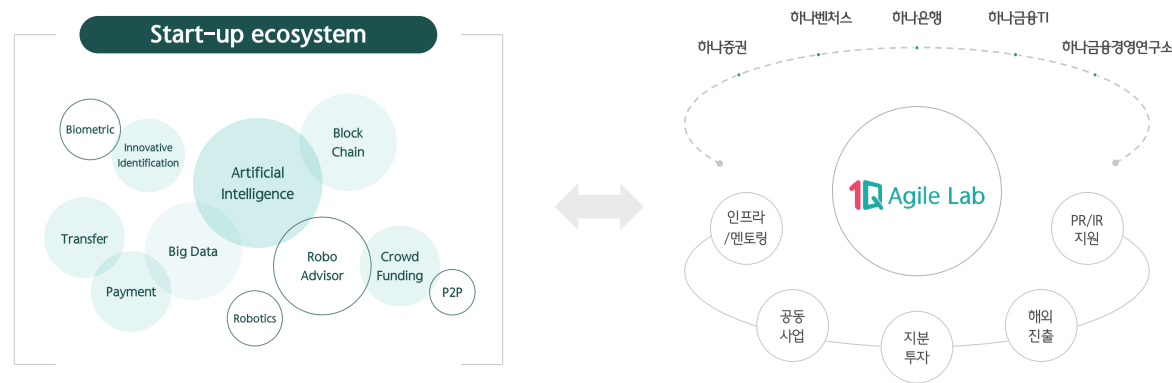 Start-up ecosystem
Biometric
Innovative
Identification
Artificial
Intelligence
Block
Chain
Transfer
Payment
Big Data
Robo
Advisor
Crowd
Funding
P2P
Robotics
하나증권
하나벤처스
하나은행
하나금융TI
하나금융경영연구소
1Q Agile Lab
인프라
/멘토링
공동
사업
지분
투자
해외
진출
PR/IR
지원